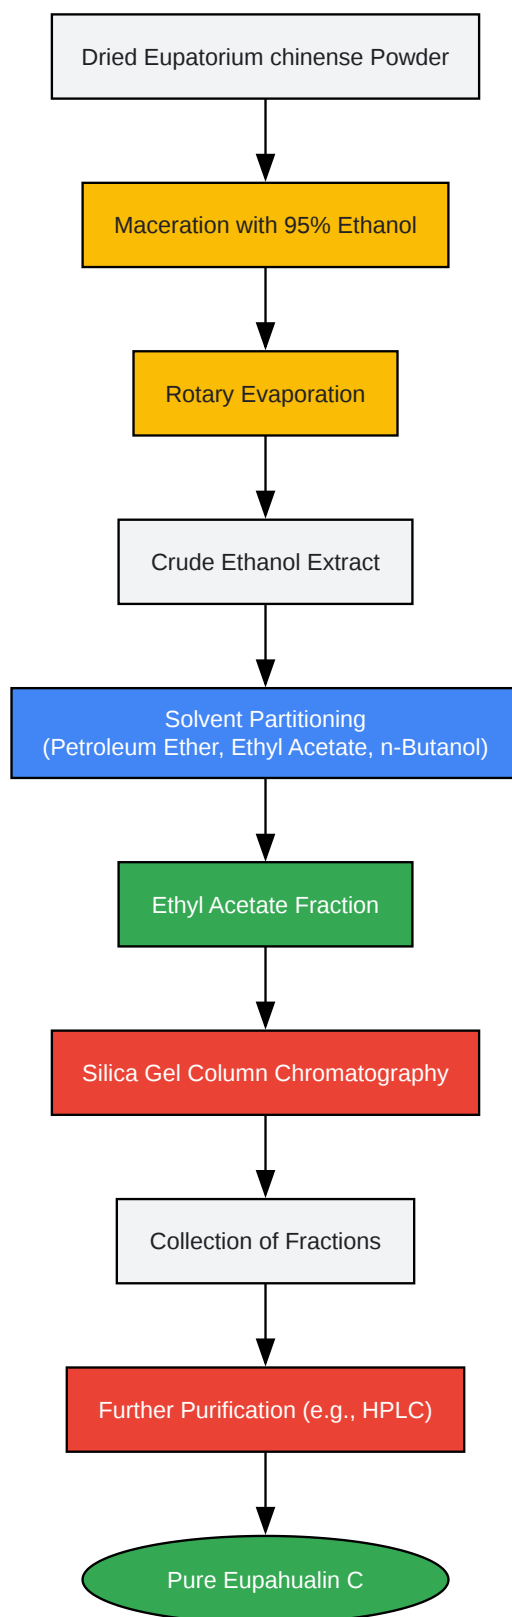 Dried Eupatorium chinense Powder
Maceration with 95% Ethanol
Rotary Evaporation
Crude Ethanol Extract
Solvent Partitioning
(Petroleum Ether, Ethyl Acetate, n-Butanol)
Ethyl Acetate Fraction
Silica Gel Column Chromatography
Collection of Fractions
Further Purification (e.g., HPLC)
Pure Eupahualin C